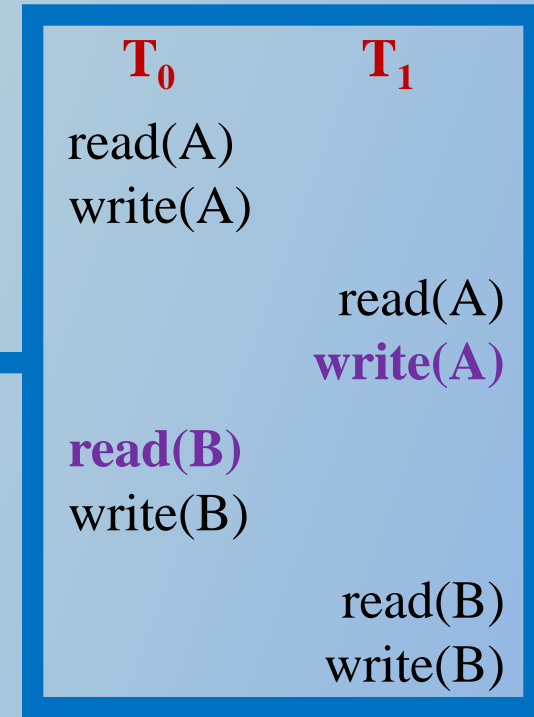 T₀ T₁
read(A)
write(A)
read(A)
write(A)
read(B)
write(B)
read(B)
write(B)